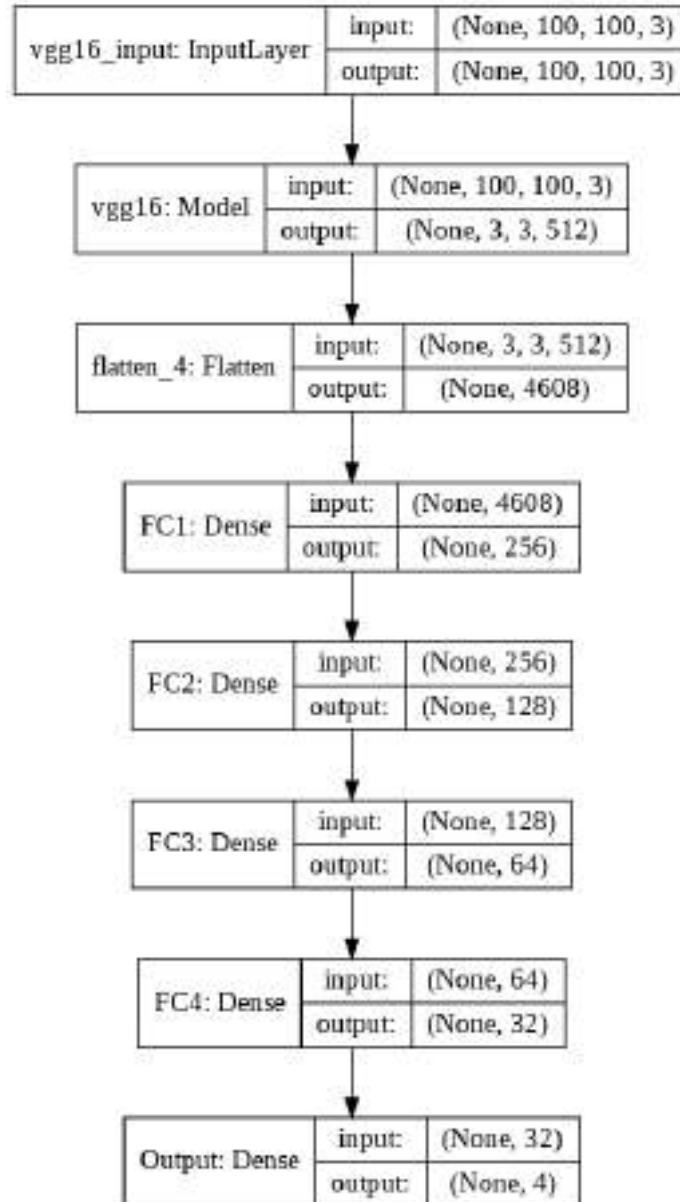 vgg16_input: InputLayer
input: (None, 100, 100, 3)
output: (None, 100, 100, 3)
vgg16: Model
input: (None, 100, 100, 3)
output: (None, 3, 3, 512)
flatten_4: Flatten
input: (None, 3, 3, 512)
output: (None, 4608)
FC1: Dense
input: (None, 4608)
output: (None, 256)
FC2: Dense
input: (None, 256)
output: (None, 128)
FC3: Dense
input: (None, 128)
output: (None, 64)
FC4: Dense
input: (None, 64)
output: (None, 32)
Output: Dense
input: (None, 32)
output: (None, 4)